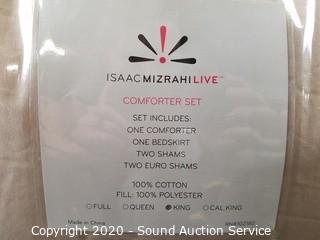 ISAACMIZRAHILIVE™
COMFORTER SET
SET INCLUDES:
ONE COMFORTER
ONE BEDSKIRT
TWO SHAMS
TWO EURO SHAMS
100% COTTON
FILL: 100% POLYESTER
○FULL ○QUEEN ●KING ○CAL.KING
Made in China
Copyright 2020 - Sound Auction Service